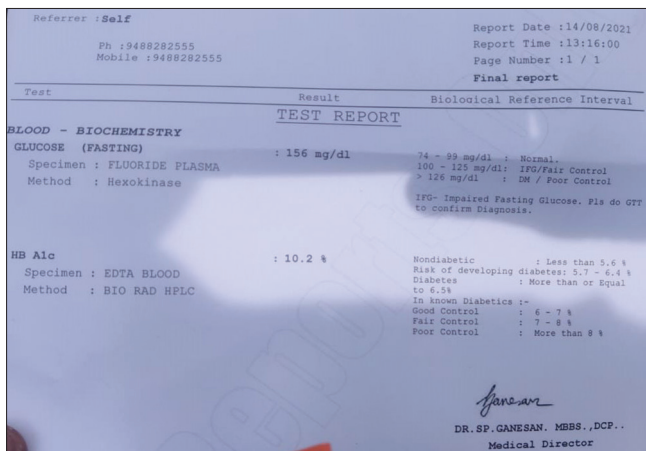 Referrer :Self
Report Date :14/08/2021
Ph :9488282555
Report Time :13:16:00
Mobile :9488282555
Page Number :1 / 1
Final report
Test Result Biological Reference Interval
TEST REPORT
BLOOD - BIOCHEMISTRY
GLUCOSE (FASTING) : 156 mg/dl 74 - 99 mg/dl : Normal.
Specimen : FLUORIDE PLASMA 100 - 125 mg/dl: IFG/Fair Control
Method : Hexokinase > 126 mg/dl : DM / Poor Control
IFG- Impaired Fasting Glucose. Pls do GTT
to confirm Diagnosis.
HB A1c : 10.2 % Nondiabetic : Less than 5.6 %
Specimen : EDTA BLOOD Risk of developing diabetes: 5.7 - 6.4 %
Method : BIO RAD HPLC Diabetes : More than or Equal
to 6.5%
In known Diabetics :-
Good Control : 6 - 7 %
Fair Control : 7 - 8 %
Poor Control : More than 8 %
Ganesan
DR.SP.GANESAN. MBBS.,DCP..
Medical Director